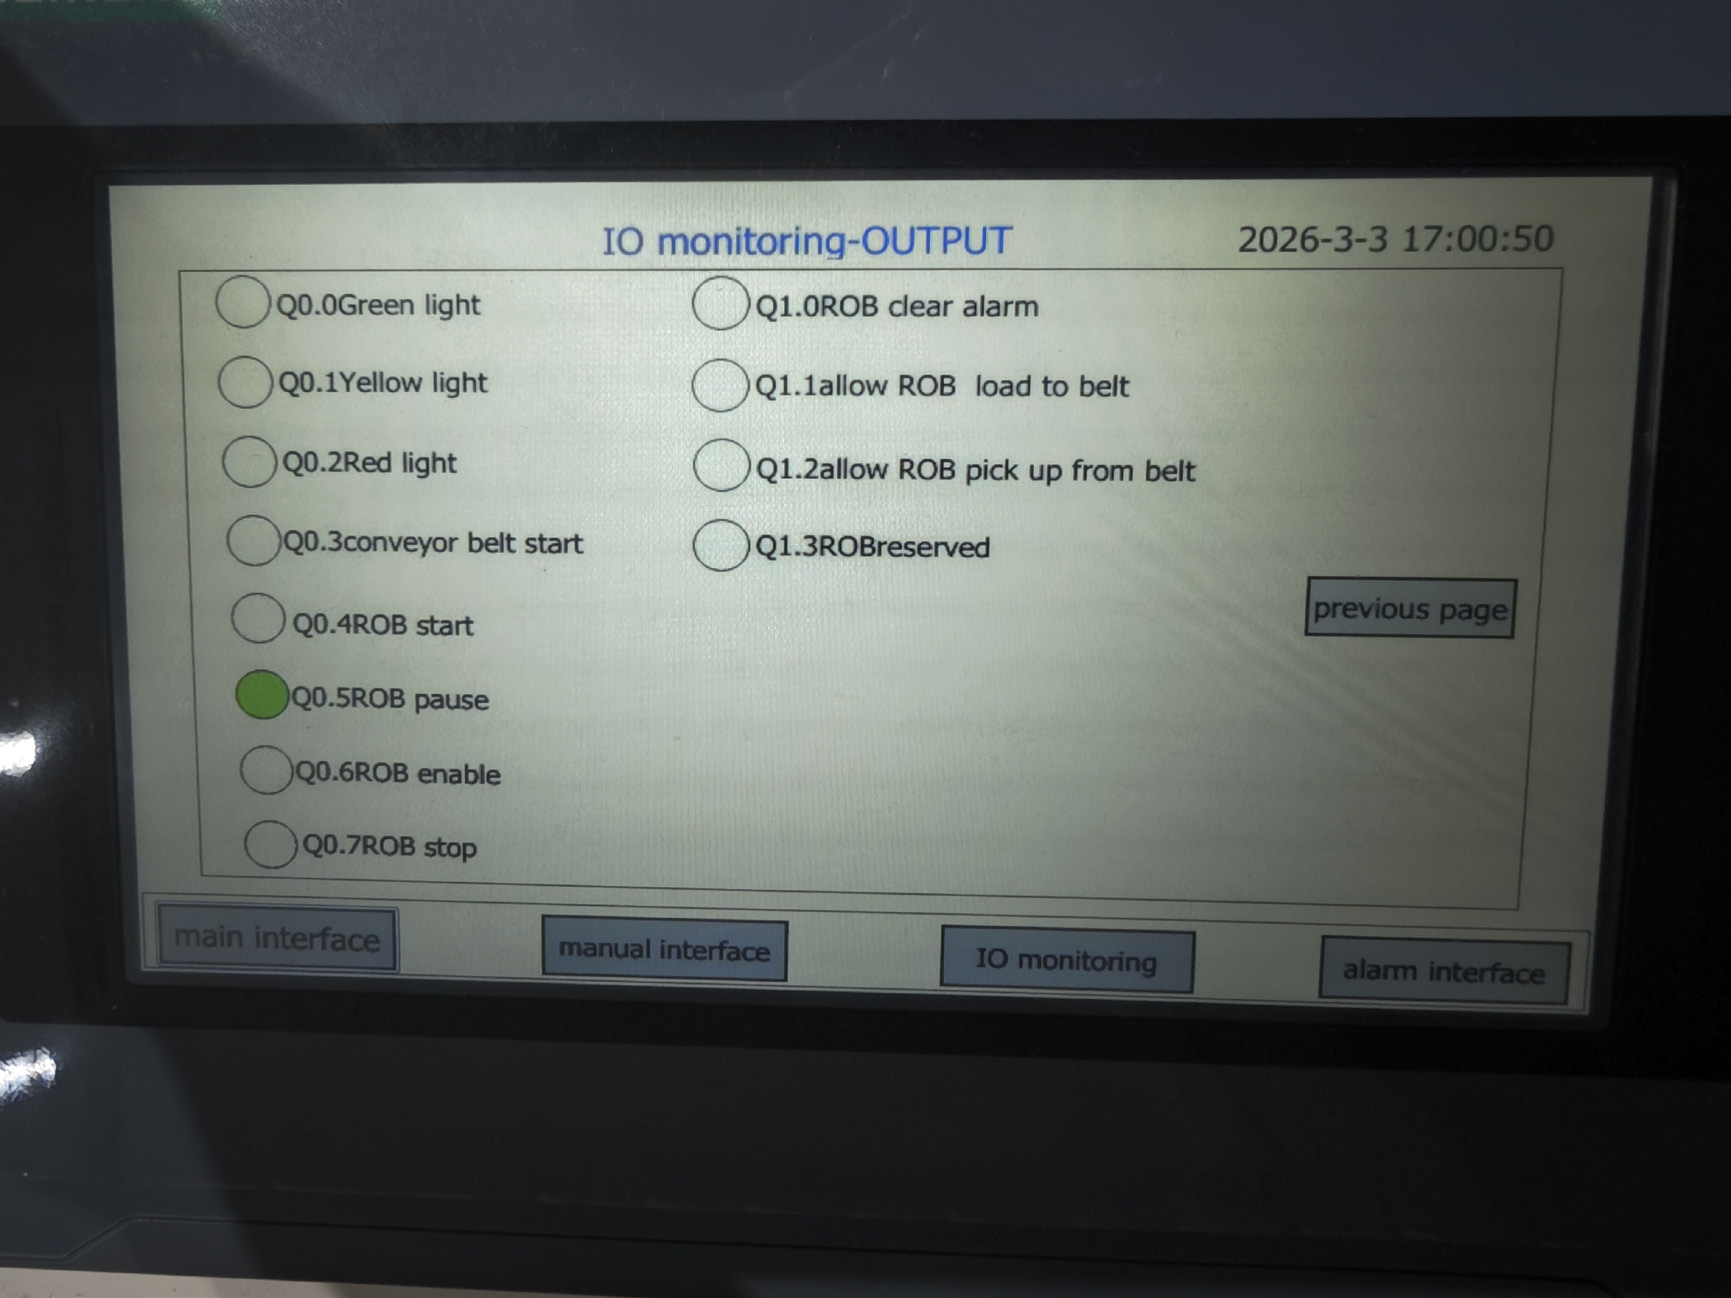 IO monitoring-OUTPUT
2026-3-3 17:00:50
Q0.0Green light
Q0.1Yellow light
Q0.2Red light
Q0.3conveyor belt start
Q0.4ROB start
Q0.5ROB pause
Q0.6ROB enable
Q0.7ROB stop
Q1.0ROB clear alarm
Q1.1allow ROB  load to belt
Q1.2allow ROB pick up from belt
Q1.3ROBreserved
previous page
main interface
manual interface
IO monitoring
alarm interface